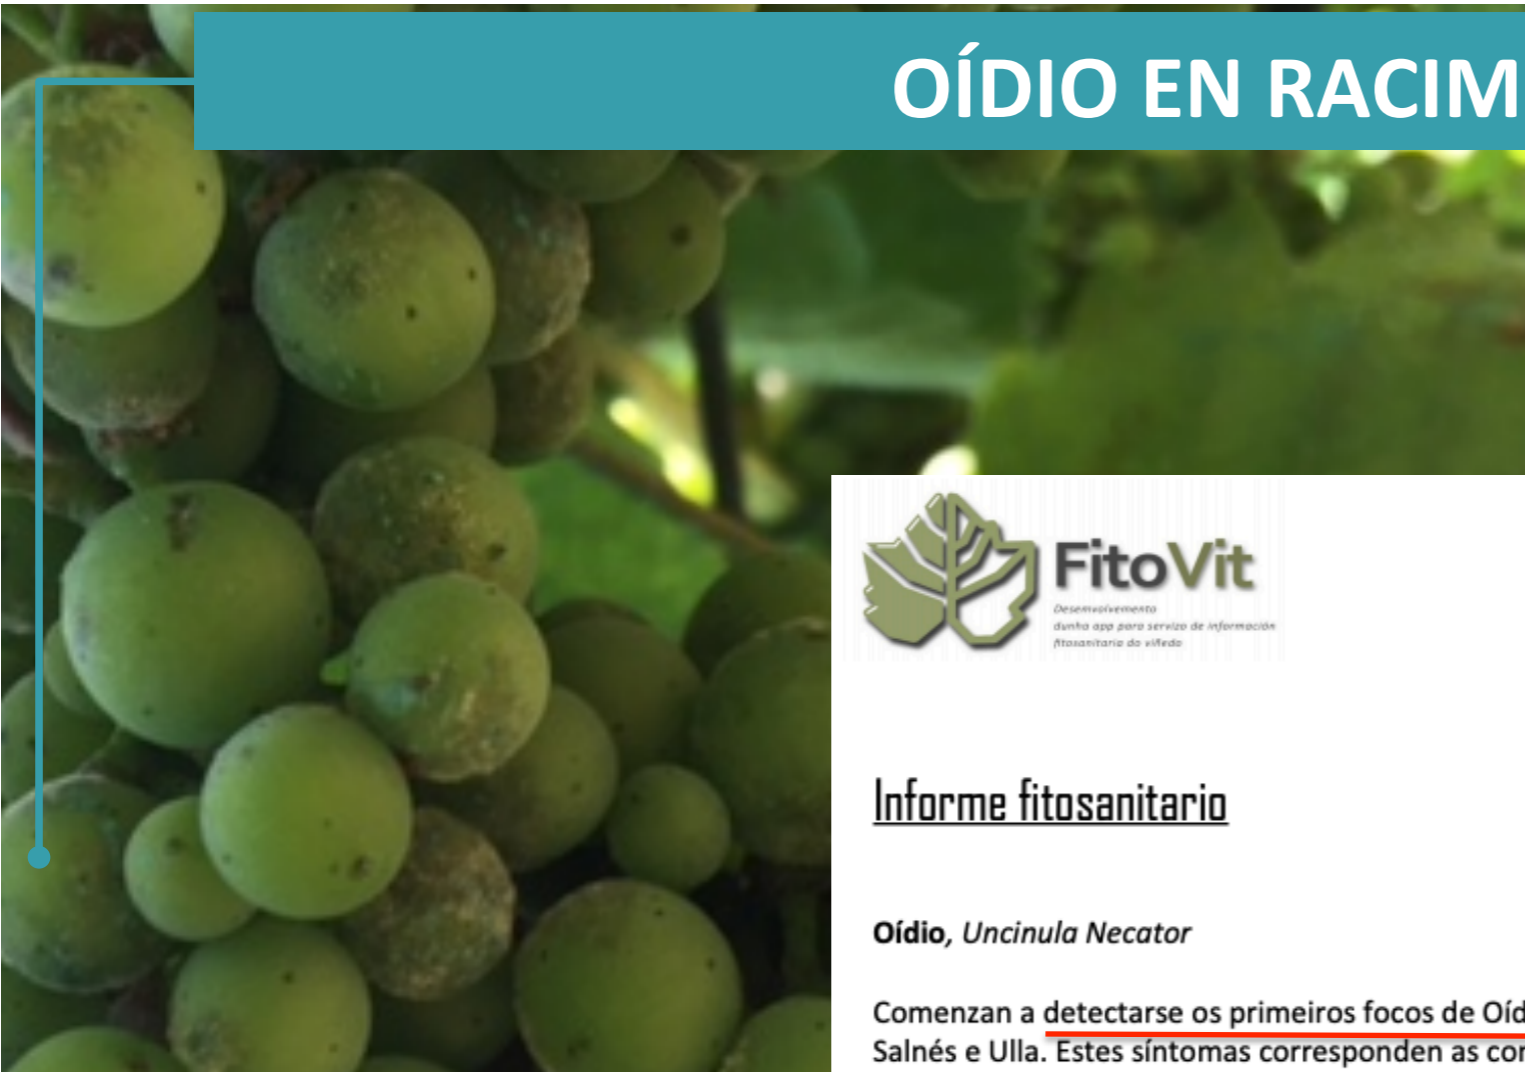 OÍDIO EN RACIM
FitoVit
Desenvolvemento
dunha app para servizo de información
fitosanitaria do viñedo
Informe fitosanitario
Oídio, Uncinula Necator
Comenzan a detectarse os primeiros focos de Oíd
Salnés e Ulla. Estes síntomas corresponden as con